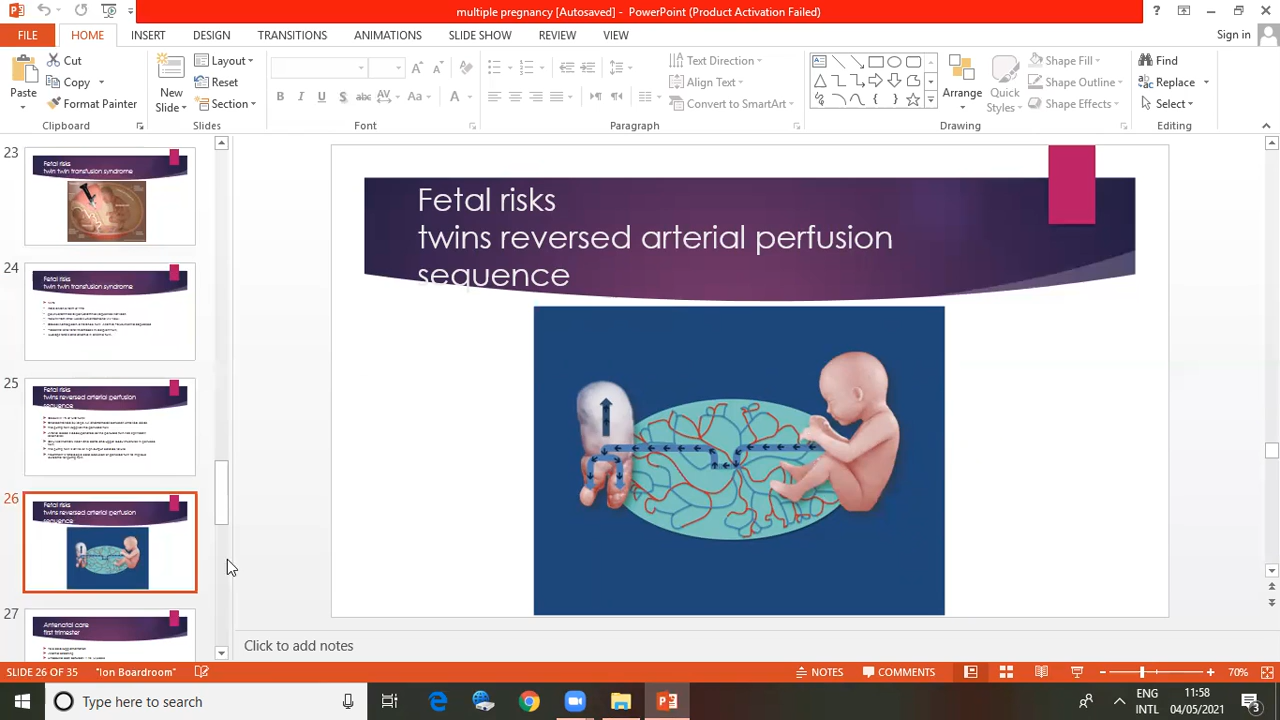 multiple pregnancy [Autosaved] - PowerPoint (Product Activation Failed)
FILE HOME INSERT DESIGN TRANSITIONS ANIMATIONS SLIDE SHOW REVIEW VIEW Sign in
Paste
Cut
Copy
Format Painter
Clipboard
New
Slide
Layout
Reset
Section
Slides
B I U S abc AV Aa A
Font
Text Direction
Align Text
Convert to SmartArt
Paragraph
Arrange
Quick
Styles
Shape Fill
Shape Outline
Shape Effects
Drawing
Find
Replace
Select
Editing
23
Fetal risks
twin twin transfusion syndrome
24
Fetal risks
twin twin transfusion syndrome
25
Fetal risks
twins reversed arterial perfusion
sequence
26
Fetal risks
twins reversed arterial perfusion
sequence
27
Antenatal care
first trimester
Fetal risks
twins reversed arterial perfusion
sequence
Click to add notes
SLIDE 26 OF 35 "Ion Boardroom" NOTES COMMENTS 70%
Type here to search
ENG
INTL
11:58
04/05/2021
3